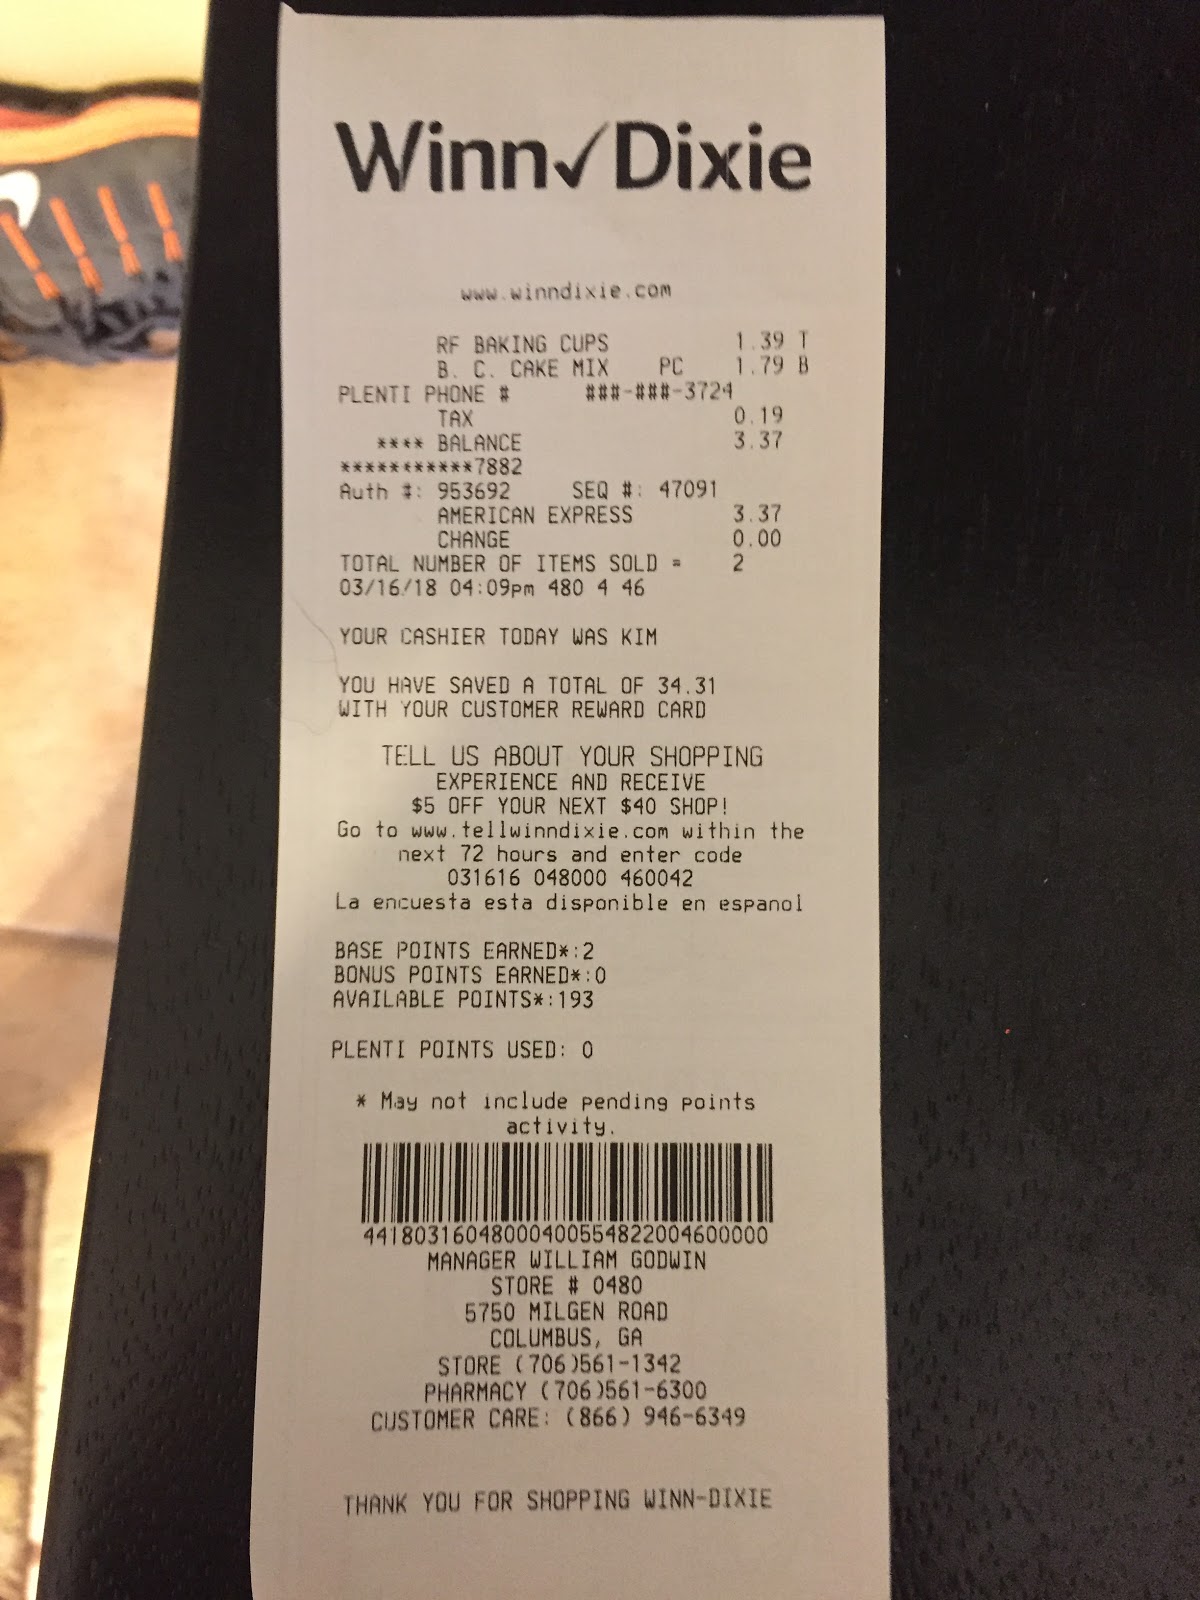 Winn✓Dixie
www.winndixie.com
RF BAKING CUPS 1.39 T
B. C. CAKE MIX PC 1.79 B
PLENTI PHONE # ###-###-3724
TAX 0.19
**** BALANCE 3.37
***********7882
Auth #: 953692 SEQ #: 47091
AMERICAN EXPRESS 3.37
CHANGE 0.00
TOTAL NUMBER OF ITEMS SOLD = 2
03/16/18 04:09pm 480 4 46
YOUR CASHIER TODAY WAS KIM
YOU HAVE SAVED A TOTAL OF 34.31
WITH YOUR CUSTOMER REWARD CARD
TELL US ABOUT YOUR SHOPPING
EXPERIENCE AND RECEIVE
$5 OFF YOUR NEXT $40 SHOP!
Go to www.tellwinndixie.com within the
next 72 hours and enter code
031616 048000 460042
La encuesta esta disponible en espanol
BASE POINTS EARNED*:2
BONUS POINTS EARNED*:0
AVAILABLE POINTS*:193
PLENTI POINTS USED: 0
* May not include pending points
activity.
44180316048000400554822004600000
MANAGER WILLIAM GODWIN
STORE # 0480
5750 MILGEN ROAD
COLUMBUS, GA
STORE (706)561-1342
PHARMACY (706)561-6300
CUSTOMER CARE: (866) 946-6349
THANK YOU FOR SHOPPING WINN-DIXIE